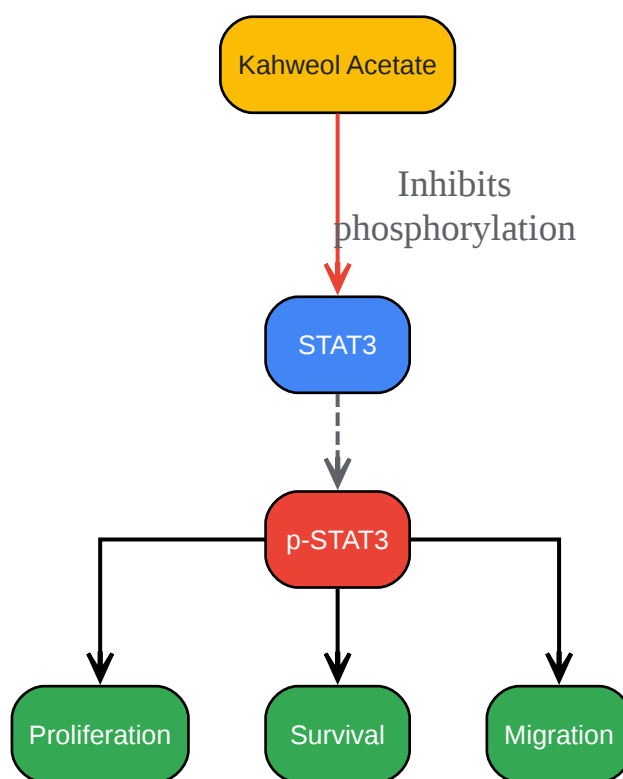 Kahweol Acetate
Inhibits
phosphorylation
STAT3
p-STAT3
Proliferation
Survival
Migration